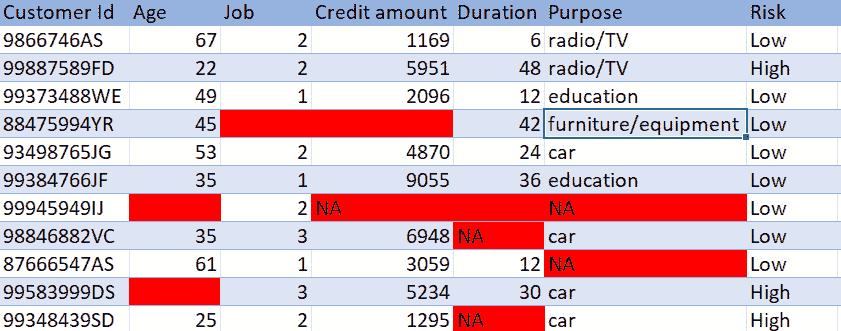 Customer Id Age Job Credit amount Duration Purpose Risk
9866746AS 67 2 1169 6 radio/TV Low
99887589FD 22 2 5951 48 radio/TV High
99373488WE 49 1 2096 12 education Low
88475994YR 45 42 furniture/equipment Low
93498765JG 53 2 4870 24 car Low
99384766JF 35 1 9055 36 education Low
99945949IJ 2 NA NA Low
98846882VC 35 3 6948 NA car Low
87666547AS 61 1 3059 12 NA Low
99583999DS 3 5234 30 car High
99348439SD 25 2 1295 NA car High